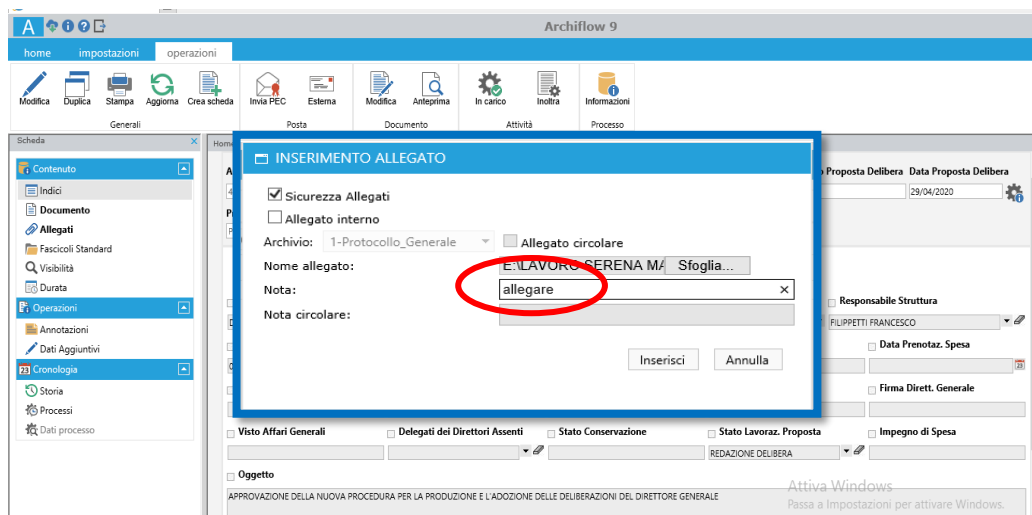 A Archiflow 9
home impostazioni operazioni
Modifica Duplica Stampa Aggiorna Crea scheda Invia PEC Esterna Modifica Anteprima In carico Inoltra Informazioni
Generali Posta Documento Attività Processo
Scheda
Contenuto
Indici
Documento
Allegati
Fascicoli Standard
Visibilità
Durata
Operazioni
Annotazioni
Dati Aggiuntivi
23 Cronologia
Storia
Processi
Dati processo
INSERIMENTO ALLEGATO
Sicurezza Allegati
Allegato interno
Archivio: 1-Protocollo_Generale Allegato circolare
Nome allegato: E:\LAVORO SERENA MA Sfoglia...
Nota: allegare
Nota circolare:
Inserisci Annulla
Proposta Delibera Data Proposta Delibera
29/04/2020
Responsabile Struttura
FILIPPETTI FRANCESCO
Data Prenotaz. Spesa
Firma Dirett. Generale
Visto Affari Generali Delegati dei Direttori Assenti Stato Conservazione Stato Lavoraz. Proposta Impegno di Spesa
REDAZIONE DELIBERA
Oggetto
APPROVAZIONE DELLA NUOVA PROCEDURA PER LA PRODUZIONE E L'ADOZIONE DELLE DELIBERAZIONI DEL DIRETTORE GENERALE
Attiva Windows
Passa a Impostazioni per attivare Windows.